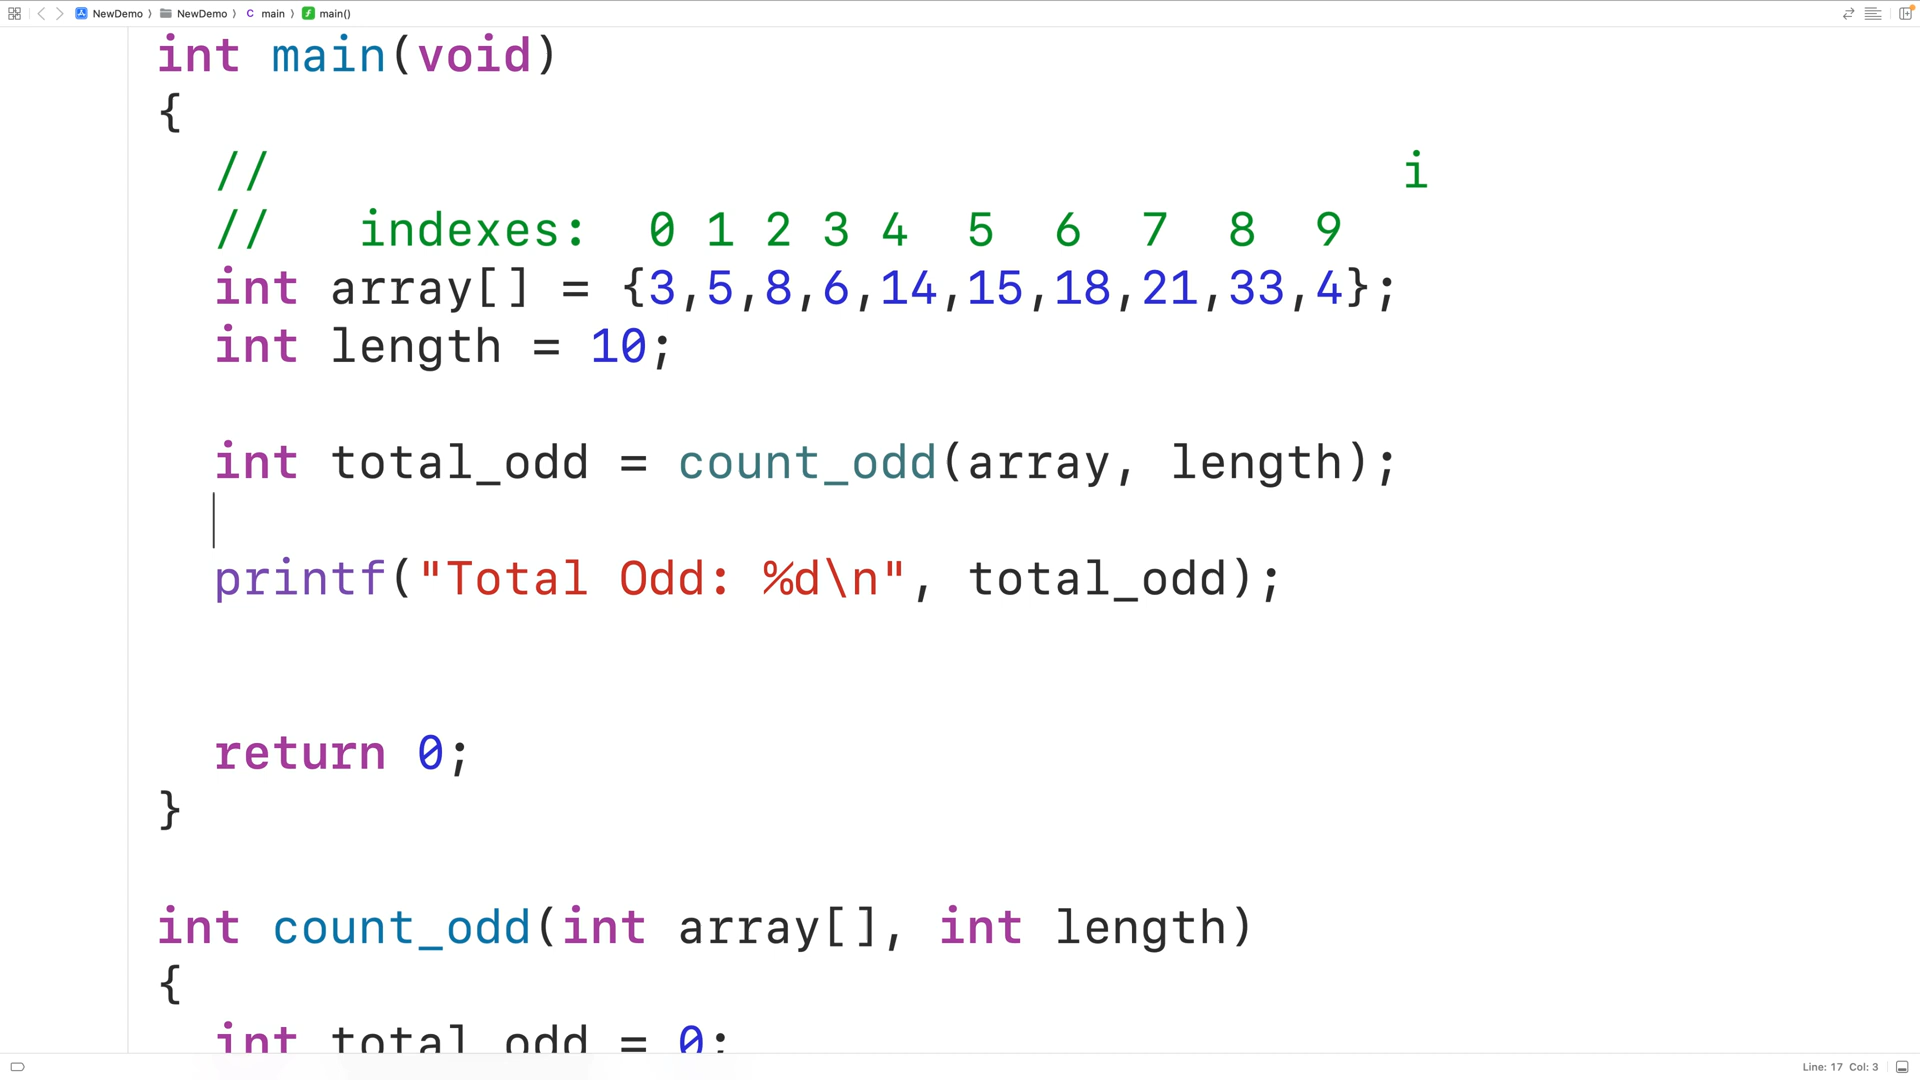 NewDemo 〉 NewDemo 〉 C main 〉 f main()
int main(void)
{
// i
// indexes: 0 1 2 3 4 5 6 7 8 9
int array[] = {3,5,8,6,14,15,18,21,33,4};
int length = 10;
int total_odd = count_odd(array, length);
printf("Total Odd: %d\n", total_odd);
return 0;
}
int count_odd(int array[], int length)
{
int total_odd = 0;
Line: 17 Col: 3